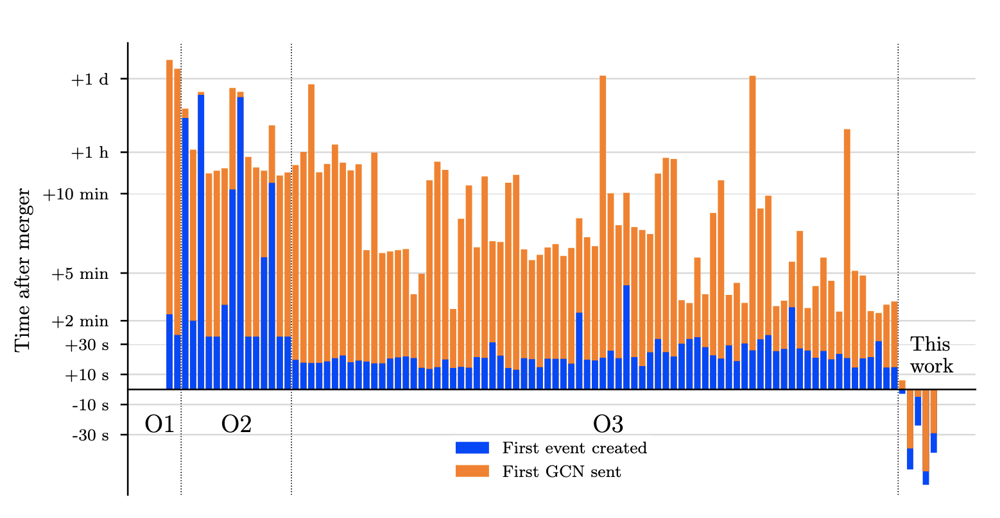 Time after merger
+1 d
+1 h
+10 min
+5 min
+2 min
+30 s
+10 s
-10 s
-30 s
O1
O2
O3
This
work
First event created
First GCN sent